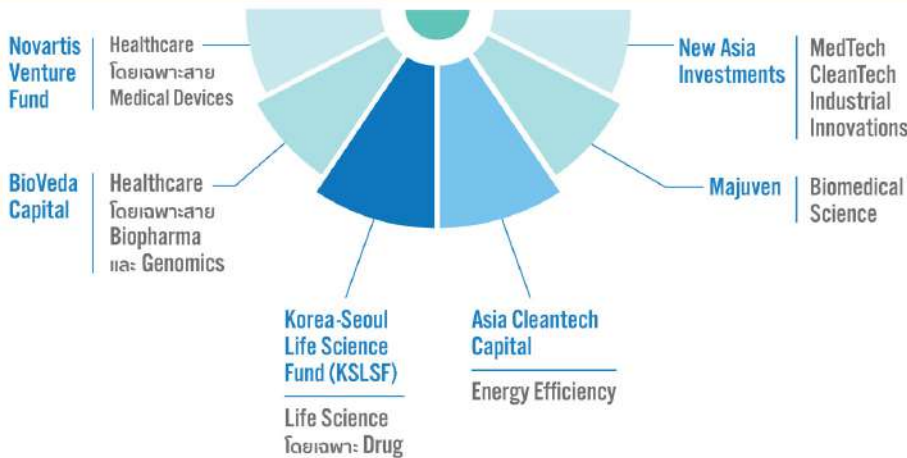 Novartis
Venture
Fund
Healthcare
โดยเฉพาะสาย
Medical Devices
BioVeda
Capital
Healthcare
โดยเฉพาะสาย
Biopharma
และ Genomics
Korea-Seoul
Life Science
Fund (KSLSF)
Life Science
โดยเฉพาะ Drug
Asia Cleantech
Capital
Energy Efficiency
New Asia
Investments
MedTech
CleanTech
Industrial
Innovations
Majuven
Biomedical
Science